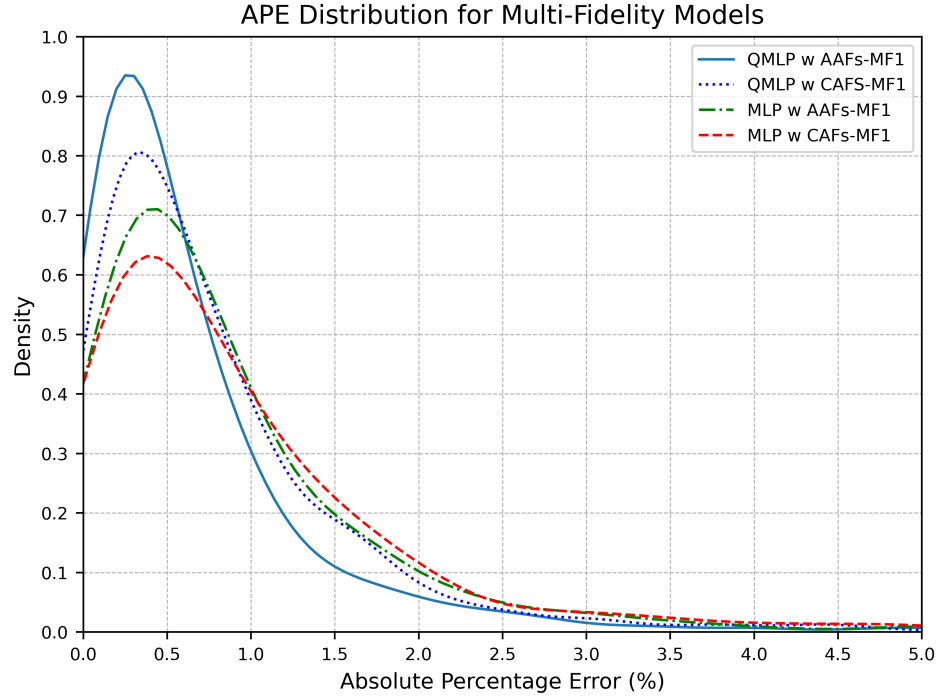 APE Distribution for Multi-Fidelity Models
QMLP w AAFs-MF1
QMLP w CAFS-MF1
MLP w AAFs-MF1
MLP w CAFs-MF1
Density
1.0
0.9
0.8
0.7
0.6
0.5
0.4
0.3
0.2
0.1
0.0
0.0 0.5 1.0 1.5 2.0 2.5 3.0 3.5 4.0 4.5 5.0
Absolute Percentage Error (%)